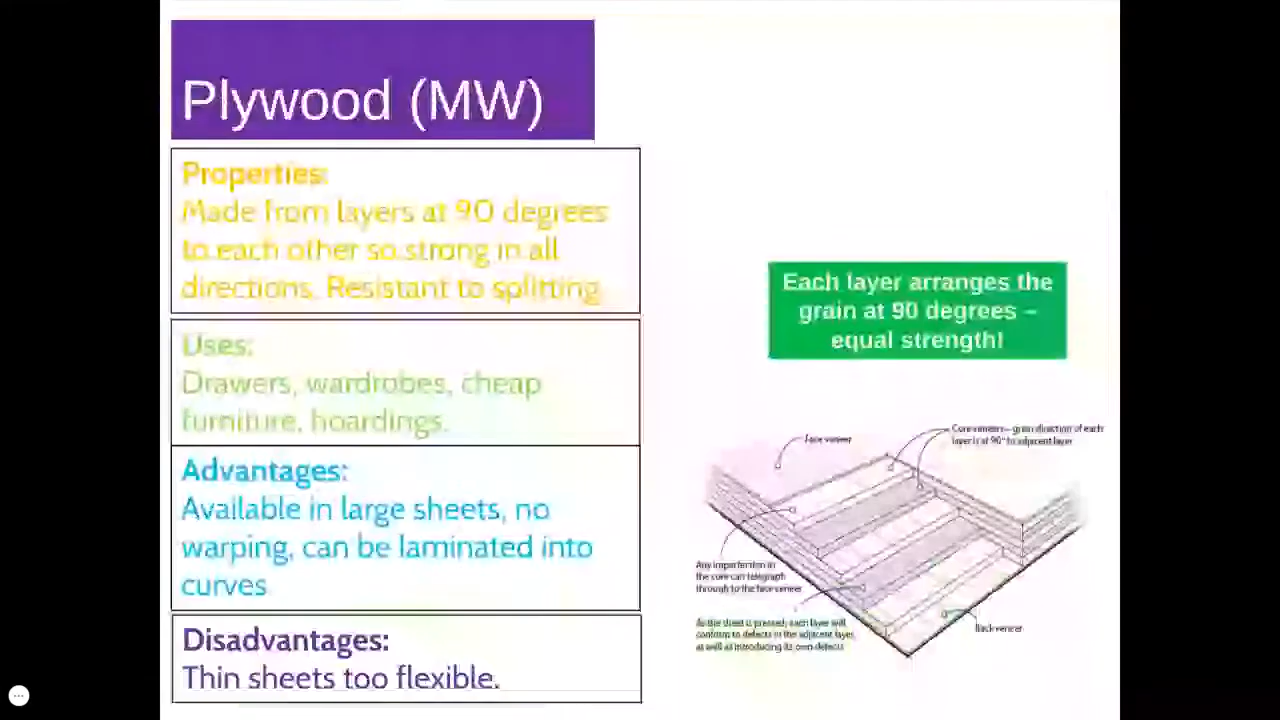 Plywood (MW)
Properties:
Made from layers at 90 degrees
to each other so strong in all
directions. Resistant to splitting.
Uses:
Drawers, wardrobes, cheap
furniture, hoardings.
Advantages:
Available in large sheets, no
warping, can be laminated into
curves
Disadvantages:
Thin sheets too flexible.
Each layer arranges the
grain at 90 degrees –
equal strength!
Face veneer
Core veneers – grain direction of each
layer is at 90° to adjacent layer
Any imperfection in
the core can telegraph
through to the face veneer
As the sheet is pressed, each layer will
conform to defects in the adjacent layer,
as well as introducing its own defects
Back veneer